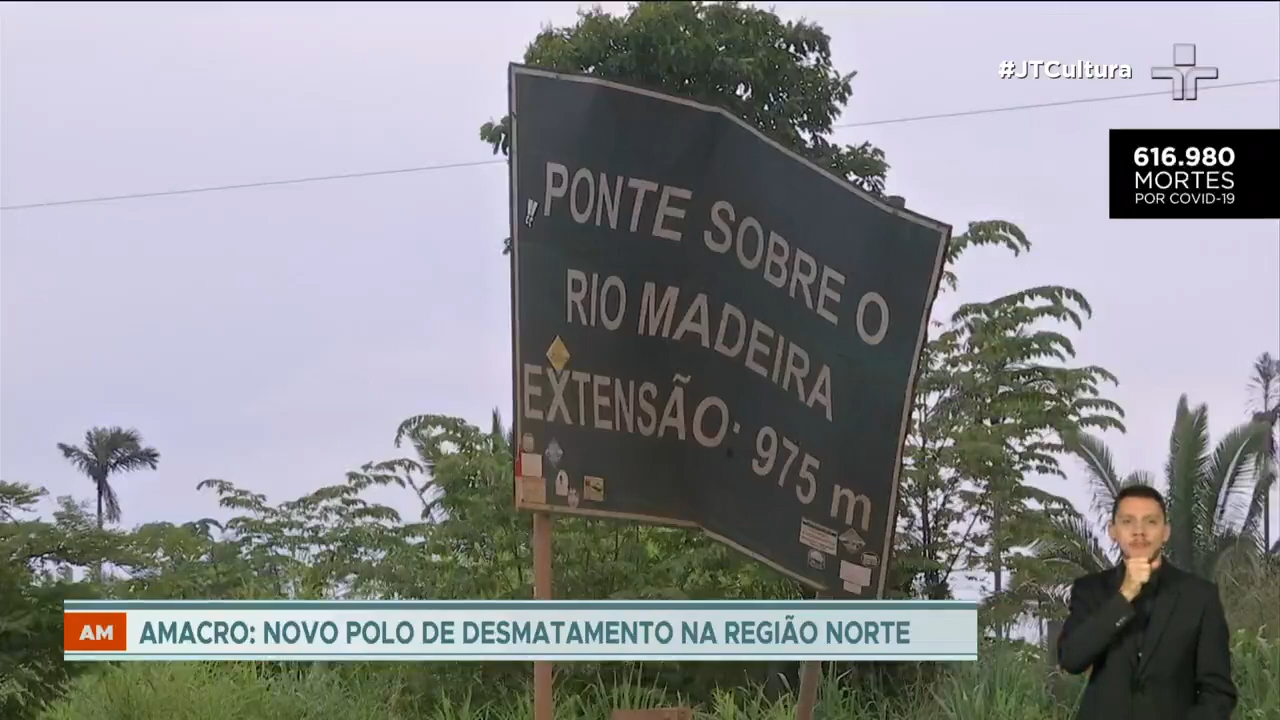 #JTCultura
616.980
MORTES
POR COVID-19
PONTE SOBRE O
RIO MADEIRA
EXTENSÃO: 975 m
AM
AMACRO: NOVO POLO DE DESMATAMENTO NA REGIÃO NORTE